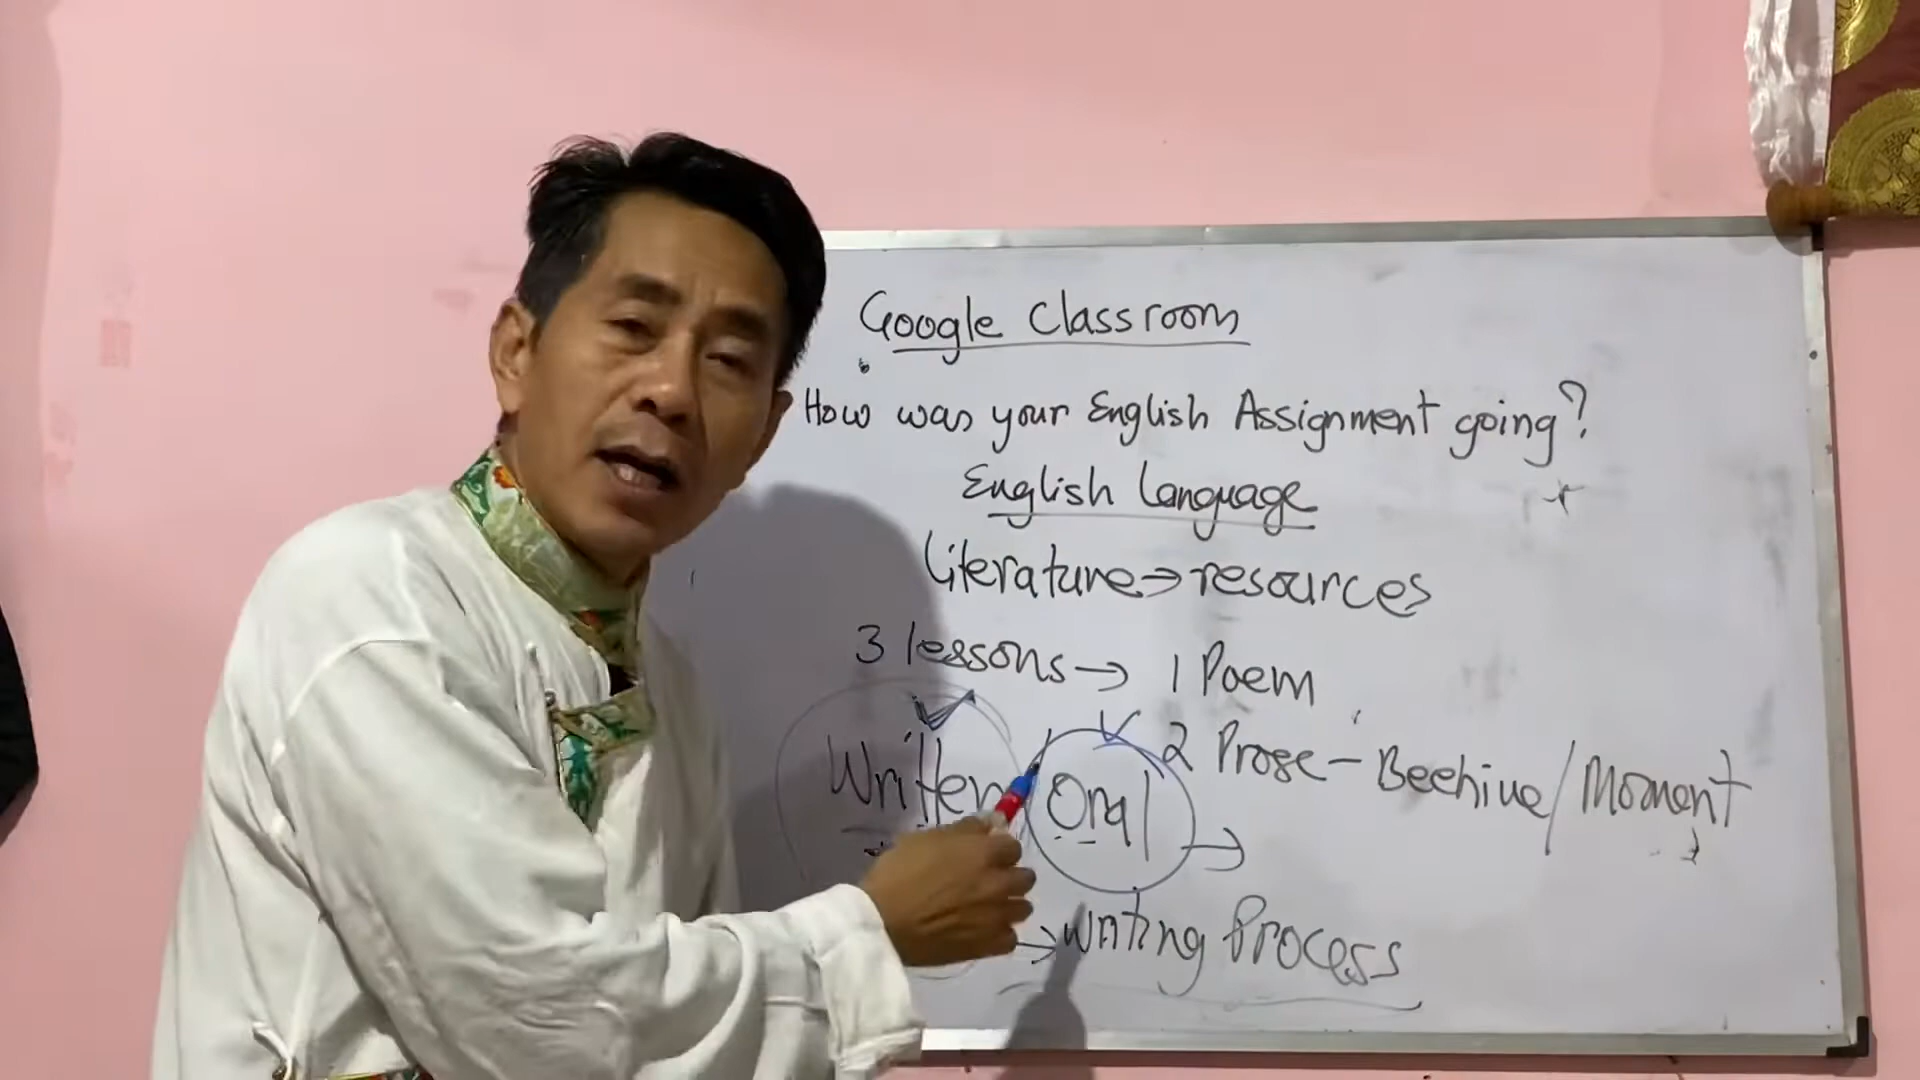 Google Classroom
How was your English Assignment going?
English Language
Literature → resources
3 lessons → 1 Poem
2 Prose - Beehive / Moment
Written / Oral →
→ Writing Process